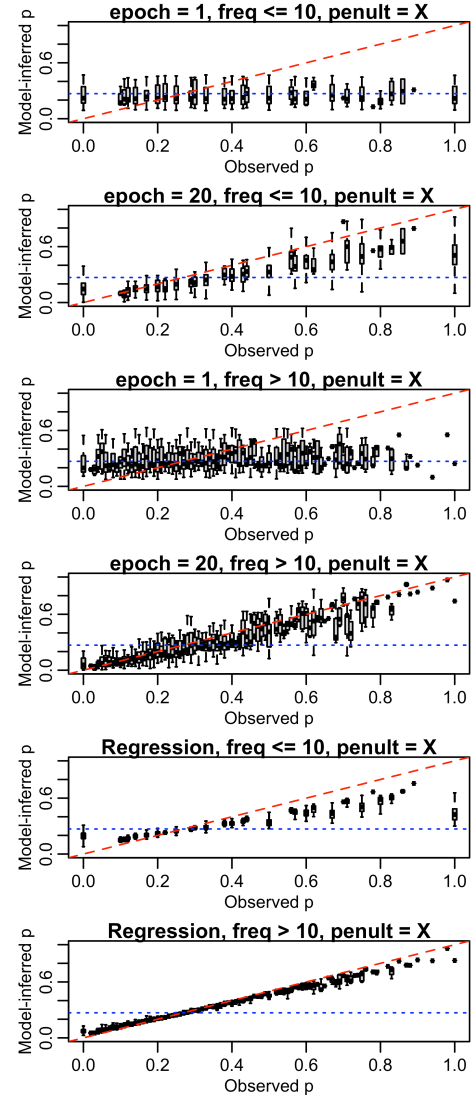 epoch = 1, freq <= 10, penult = X
Model-inferred p
0.6
0.0
0.0 0.2 0.4 0.6 0.8 1.0
Observed p
epoch = 20, freq <= 10, penult = X
Model-inferred p
0.6
0.0
0.0 0.2 0.4 0.6 0.8 1.0
Observed p
epoch = 1, freq > 10, penult = X
Model-inferred p
0.6
0.0
0.0 0.2 0.4 0.6 0.8 1.0
Observed p
epoch = 20, freq > 10, penult = X
Model-inferred p
0.6
0.0
0.0 0.2 0.4 0.6 0.8 1.0
Observed p
Regression, freq <= 10, penult = X
Model-inferred p
0.6
0.0
0.0 0.2 0.4 0.6 0.8 1.0
Observed p
Regression, freq > 10, penult = X
Model-inferred p
0.6
0.0
0.0 0.2 0.4 0.6 0.8 1.0
Observed p